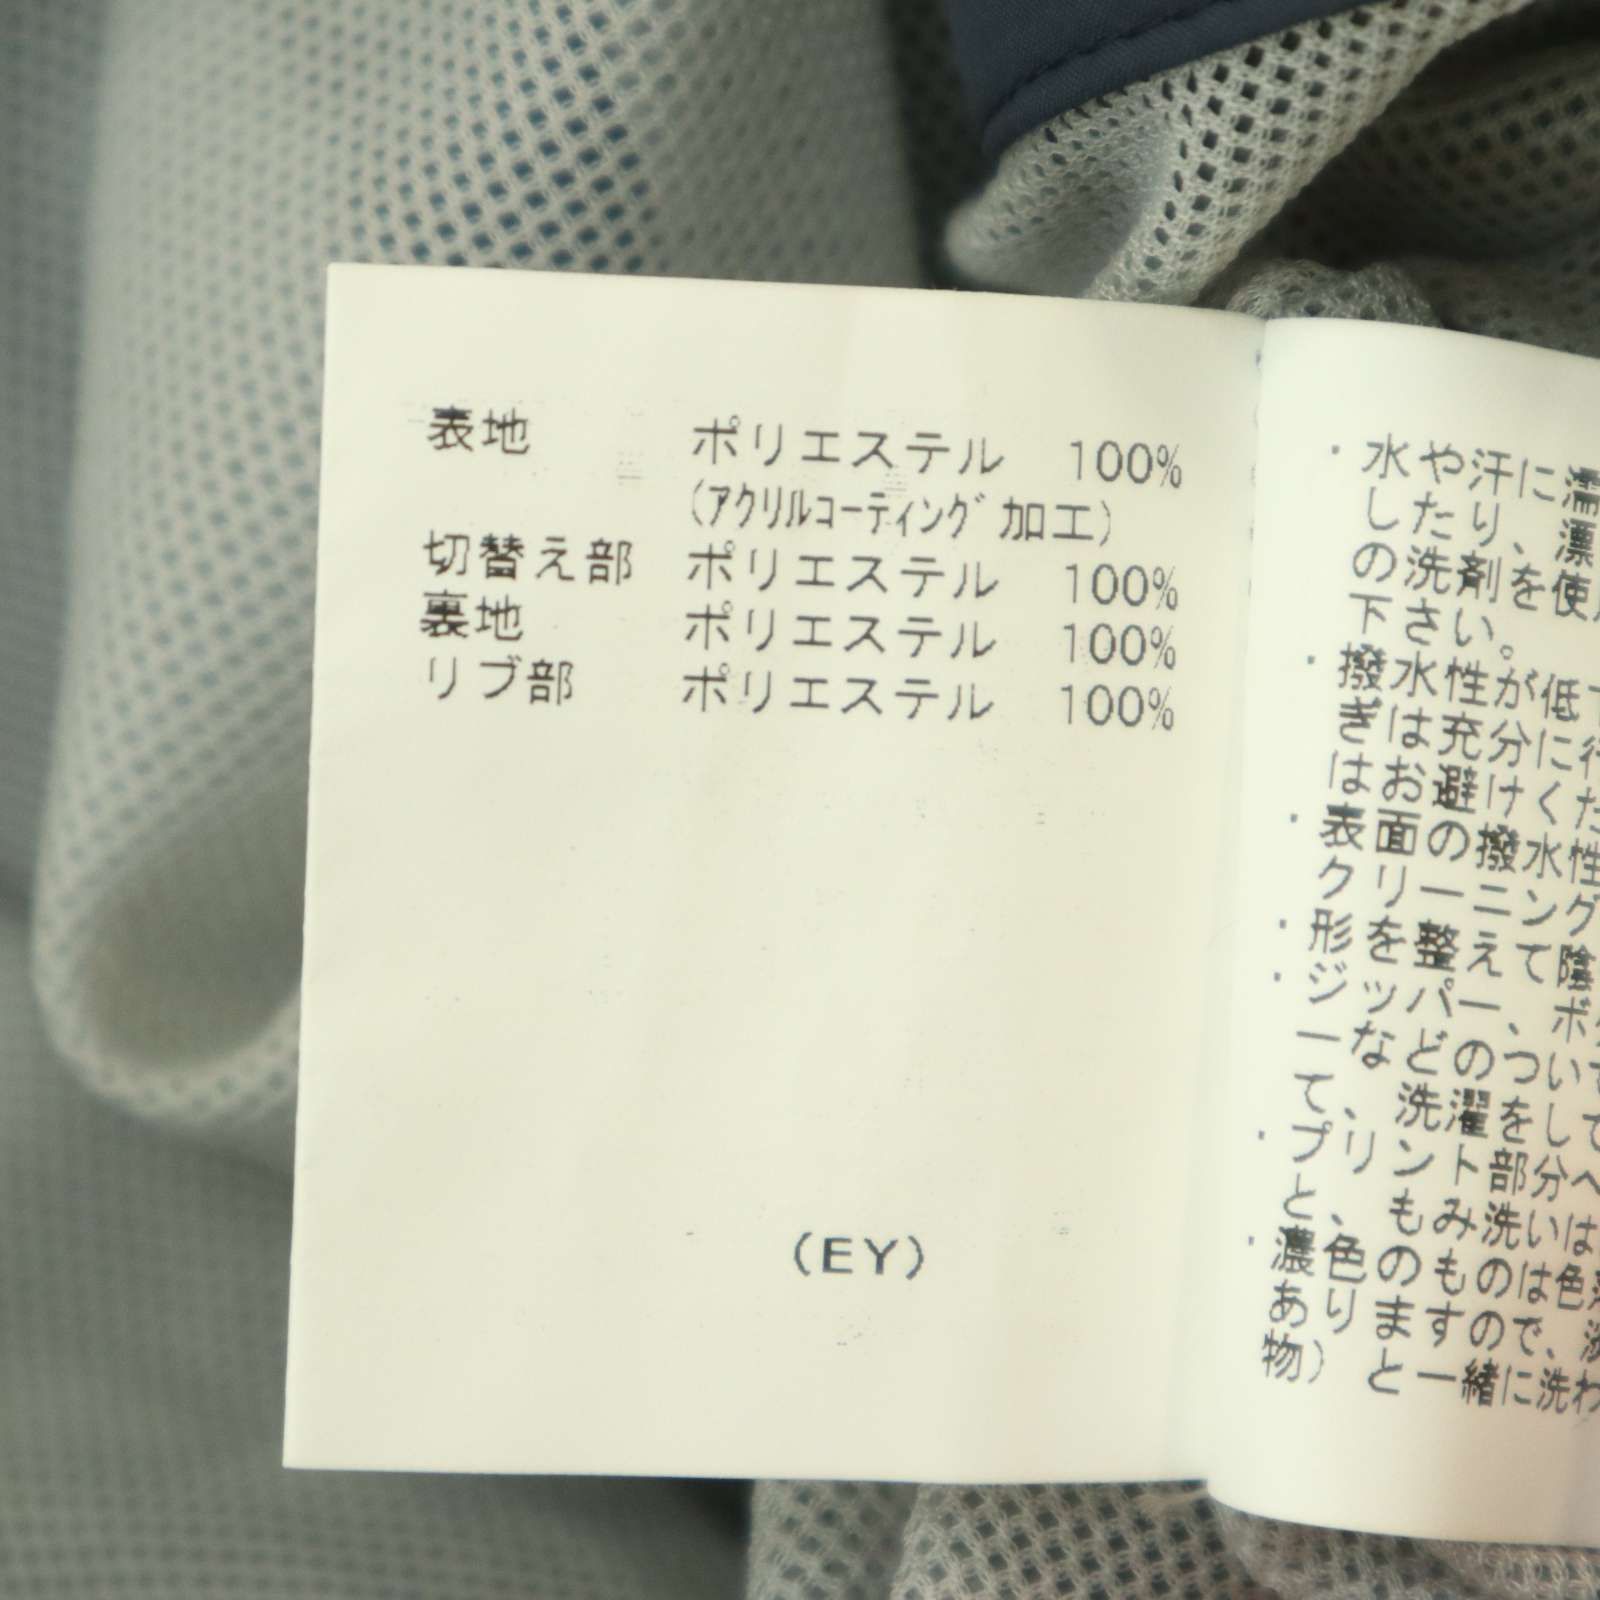 表地 ポリエステル 100%
(アクリルコーティング加工)
切替え部 ポリエステル 100%
裏地 ポリエステル 100%
リブ部 ポリエステル 100%
(EY)
・水や汗に濡
したり、漂
の洗剤を使
下さい。
・撥水性が低
ぎは充分に行
はお避けくだ
・表面の撥水性
クリーニング
・形を整えて陰
・ジッパー、ボ
ーなどのついて
て、洗濯をして
・プリント部分へ
と、もみ洗いは
・濃色のものは色
ありますので、
物)と一緒に洗わ